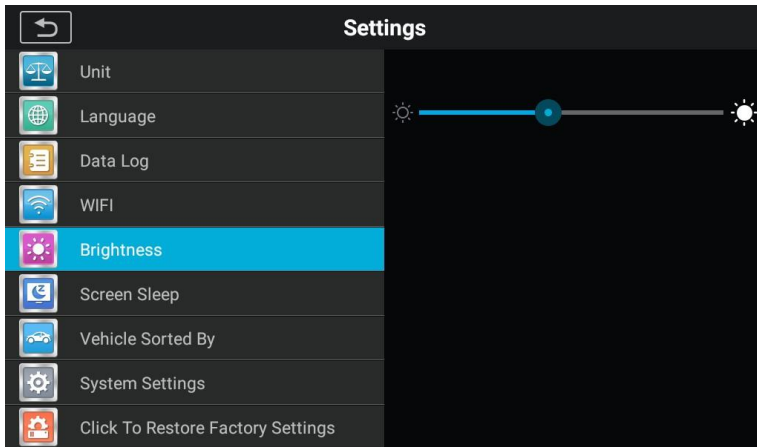 Settings
Unit
Language
Data Log
WIFI
Brightness
Screen Sleep
Vehicle Sorted By
System Settings
Click To Restore Factory Settings